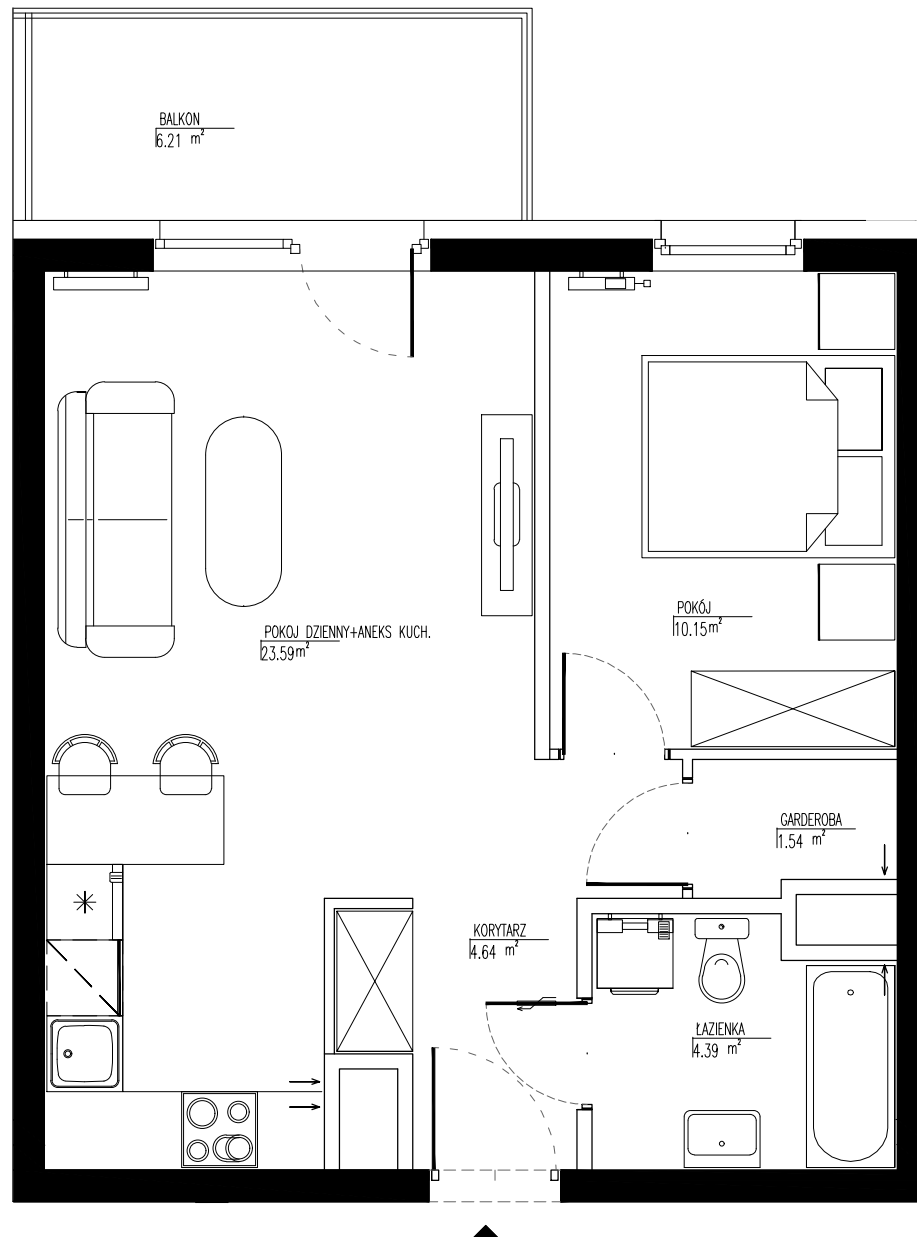 BALKON
6.21 m²
POKOJ DZIENNY+ANEKS KUCH.
23.59m²
POKÓJ
10.15m²
GARDEROBA
1.54 m²
KORYTARZ
4.64 m²
ŁAZIENKA
4.39 m²